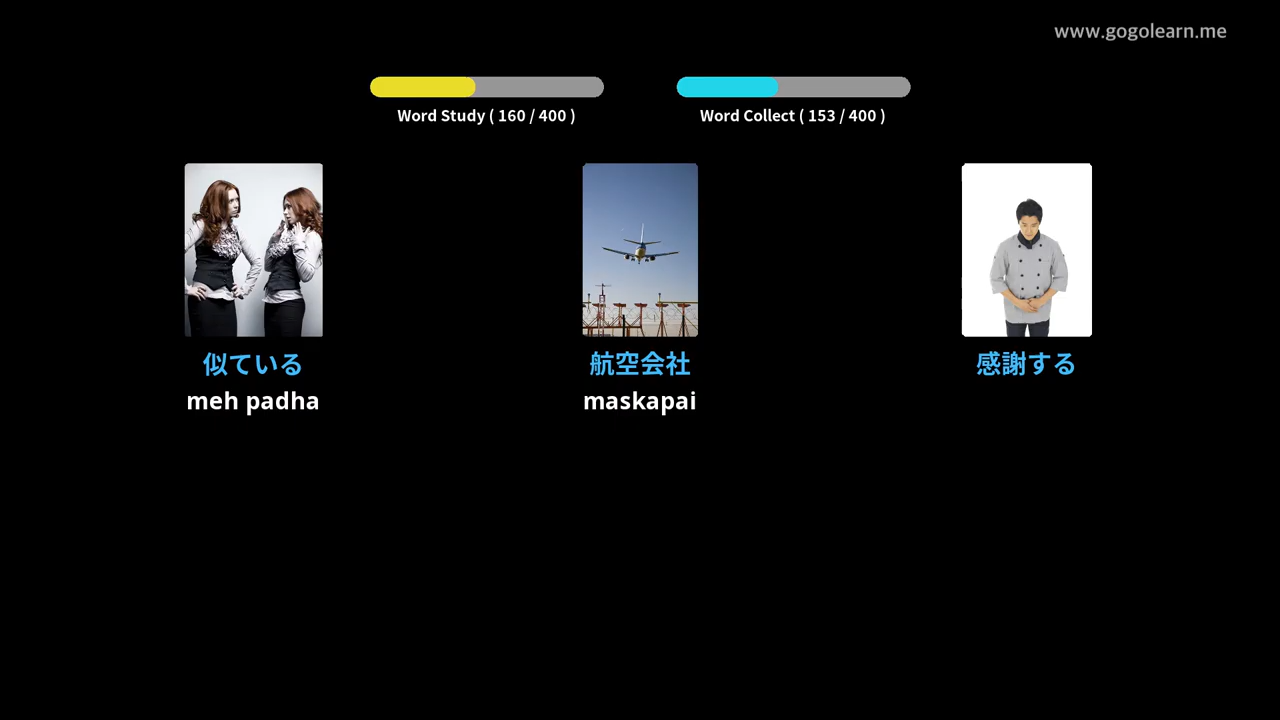 www.gogolearn.me
Word Study ( 160 / 400 )
Word Collect ( 153 / 400 )
似ている
航空会社
感謝する
meh padha
maskapai